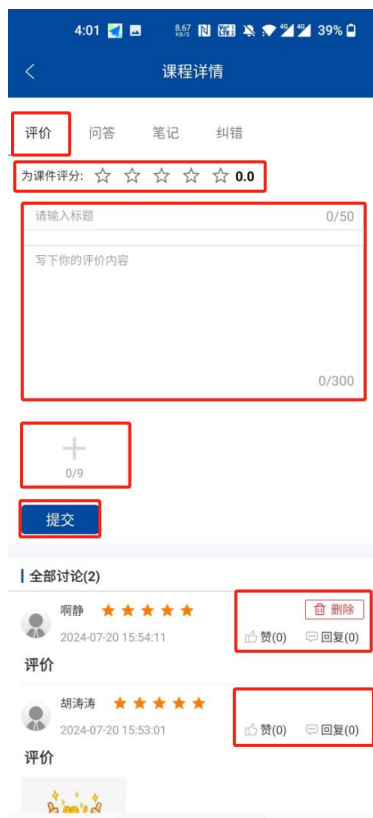 4:01 8.67 KB/S 4G 4G 39%
课程详情
评价 问答 笔记 纠错
为课件评分: 0.0
请输入标题 0/50
写下你的评价内容
0/300
0/9
提交
全部讨论(2)
啊静 删除
2024-07-20 15:54:11 赞(0) 回复(0)
评价
胡涛涛
2024-07-20 15:53:01 赞(0) 回复(0)
评价